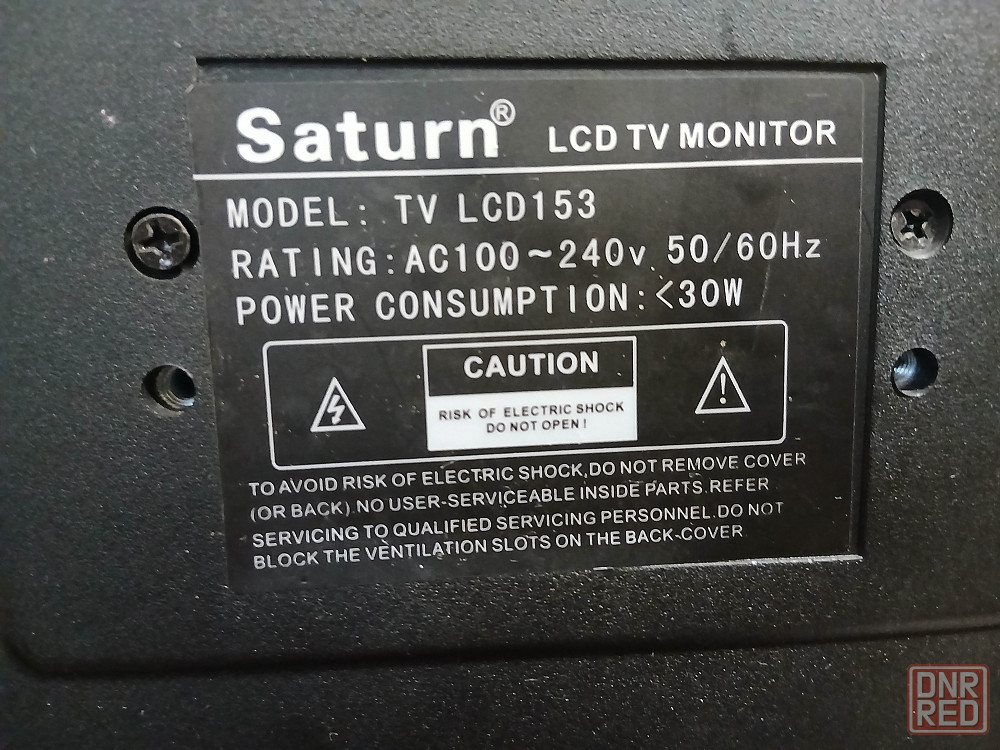 Saturn® LCD TV MONITOR
MODEL: TV LCD153
RATING:AC100~240v 50/60Hz
POWER CONSUMPTION:<30W
CAUTION
RISK OF ELECTRIC SHOCK
DO NOT OPEN!
TO AVOID RISK OF ELECTRIC SHOCK,DO NOT REMOVE COVER
(OR BACK).NO USER-SERVICEABLE INSIDE PARTS.REFER
SERVICING TO QUALIFIED SERVICING PERSONNEL.DO NOT
BLOCK THE VENTILATION SLOTS ON THE BACK-COVER
DNR
RED